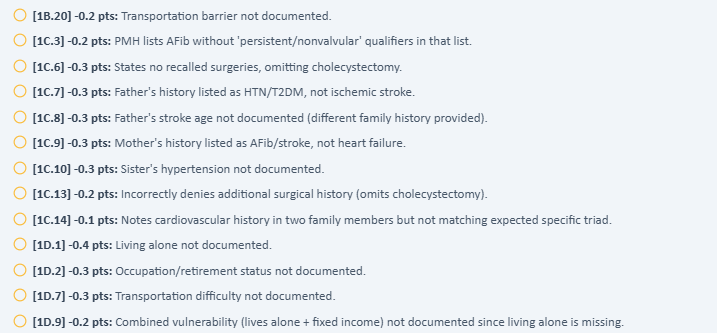 [1B.20] -0.2 pts: Transportation barrier not documented.
[1C.3] -0.2 pts: PMH lists AFib without 'persistent/nonvalvular' qualifiers in that list.
[1C.6] -0.3 pts: States no recalled surgeries, omitting cholecystectomy.
[1C.7] -0.3 pts: Father's history listed as HTN/T2DM, not ischemic stroke.
[1C.8] -0.3 pts: Father's stroke age not documented (different family history provided).
[1C.9] -0.3 pts: Mother's history listed as AFib/stroke, not heart failure.
[1C.10] -0.3 pts: Sister's hypertension not documented.
[1C.13] -0.2 pts: Incorrectly denies additional surgical history (omits cholecystectomy).
[1C.14] -0.1 pts: Notes cardiovascular history in two family members but not matching expected specific triad.
[1D.1] -0.4 pts: Living alone not documented.
[1D.2] -0.3 pts: Occupation/retirement status not documented.
[1D.7] -0.3 pts: Transportation difficulty not documented.
[1D.9] -0.2 pts: Combined vulnerability (lives alone + fixed income) not documented since living alone is missing.